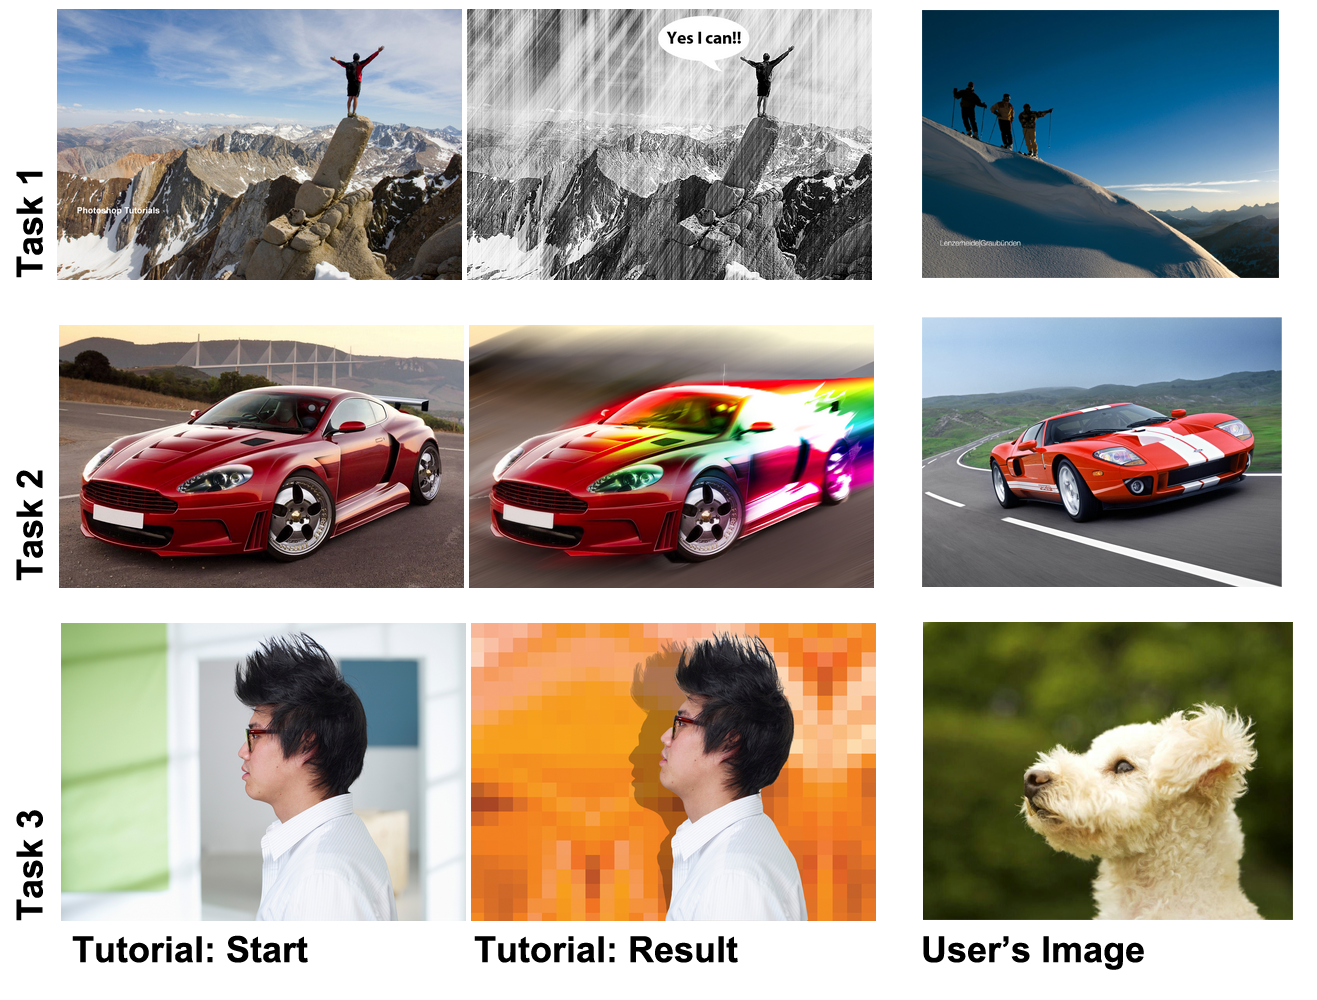 Task 1
Photoshop Tutorials
Yes I can!!
Lenzerheide|Graubünden
Task 2
Task 3
Tutorial: Start
Tutorial: Result
User's Image